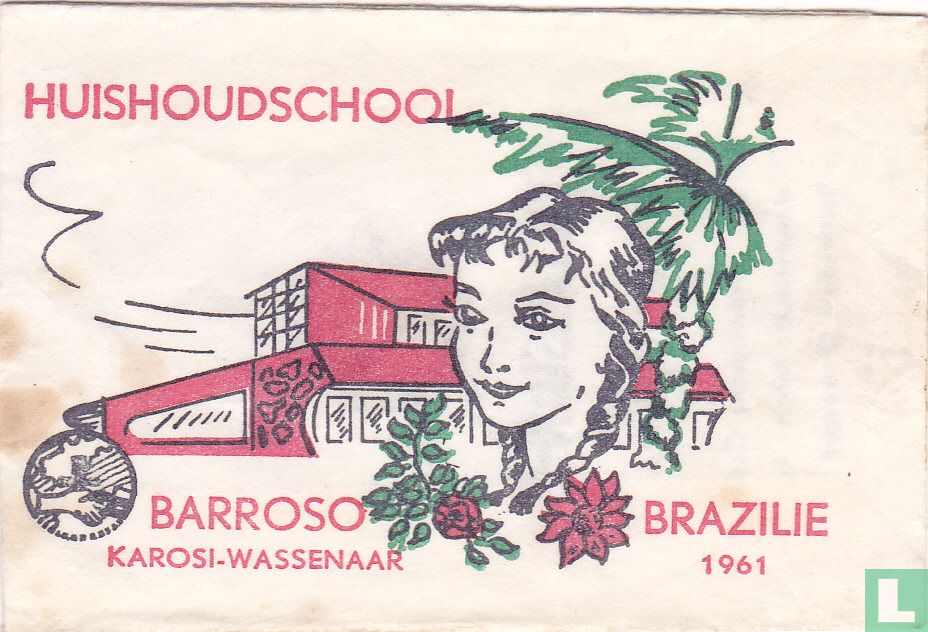 HUISHOUDSCHOOL
BARROSO BRAZILIE
KAROSI-WASSENAAR 1961
L